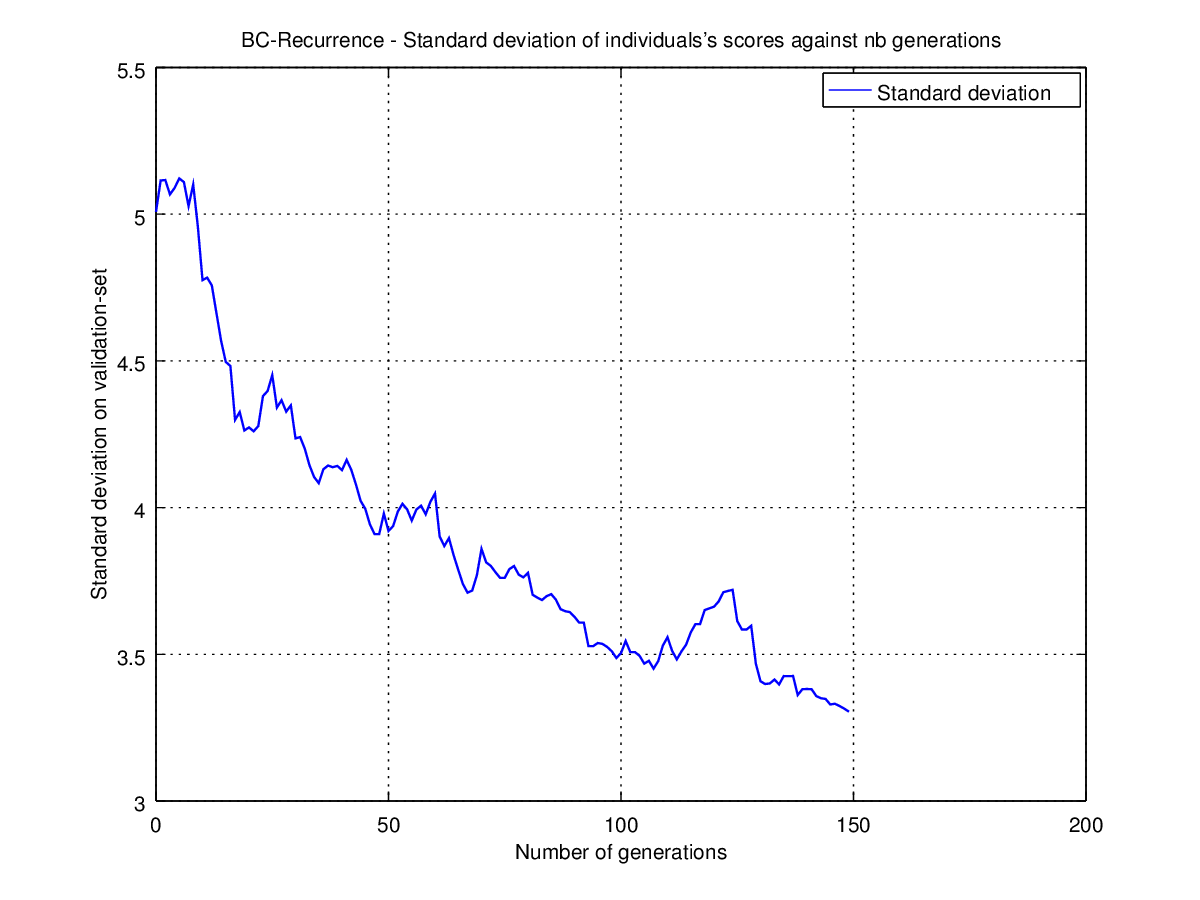 BC-Recurrence - Standard deviation of individuals's scores against nb generations
5.5
Standard deviation
5
4.5
4
3.5
3
Standard deviation on validation-set
0 50 100 150 200
Number of generations